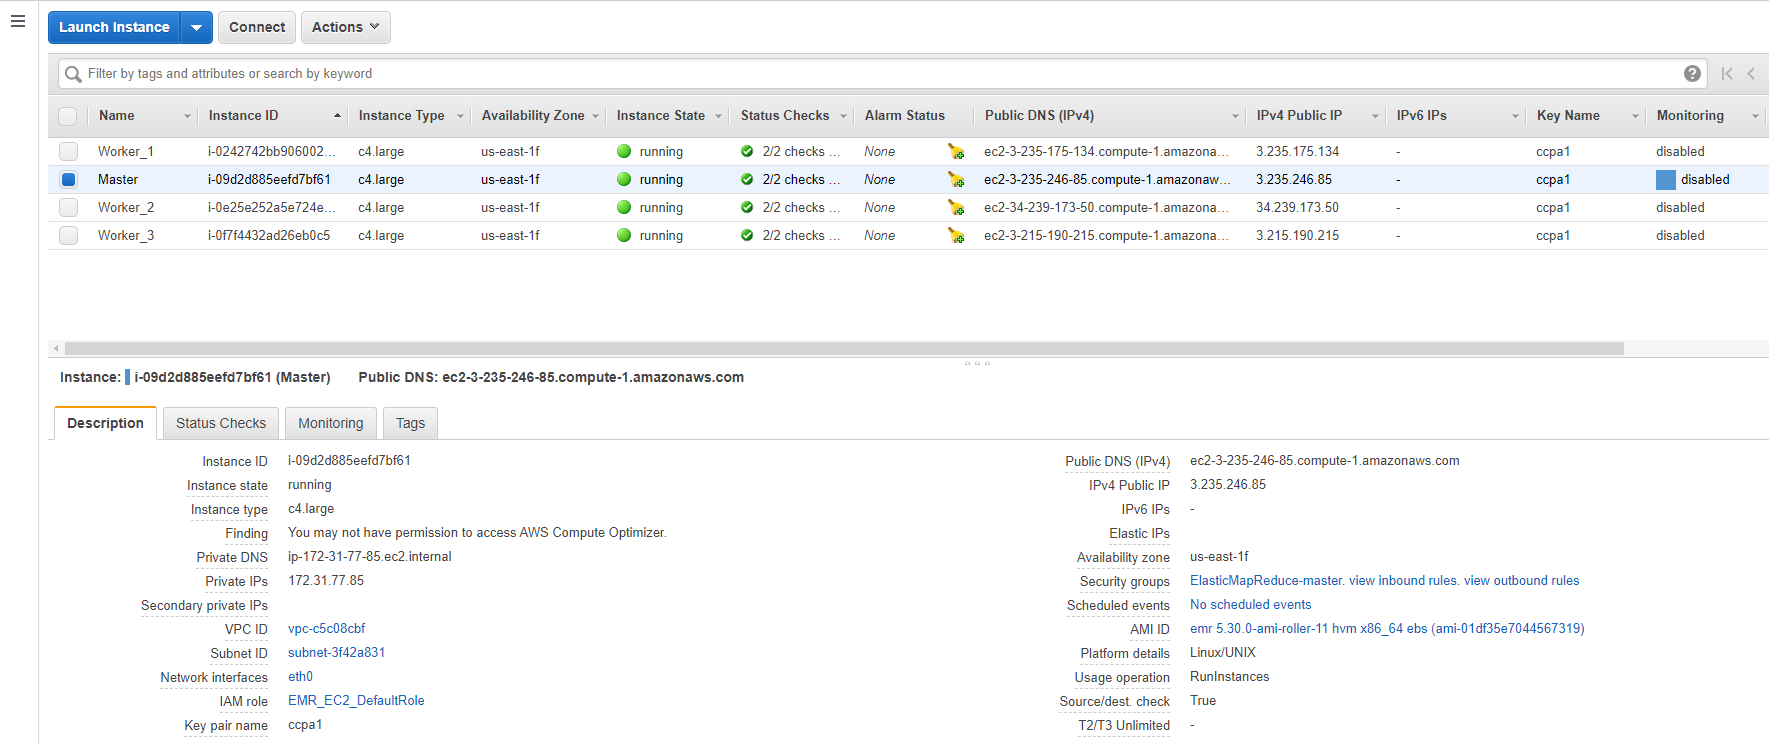 Launch Instance Connect Actions
Filter by tags and attributes or search by keyword
Name Instance ID Instance Type Availability Zone Instance State Status Checks Alarm Status Public DNS (IPv4) IPv4 Public IP IPv6 IPs Key Name Monitoring
Worker_1 i-0242742bb906002... c4.large us-east-1f running 2/2 checks ... None ec2-3-235-175-134.compute-1.amazona... 3.235.175.134 - ccpa1 disabled
Master i-09d2d885eefd7bf61 c4.large us-east-1f running 2/2 checks ... None ec2-3-235-246-85.compute-1.amazonaw... 3.235.246.85 - ccpa1 disabled
Worker_2 i-0e25e252a5e724e... c4.large us-east-1f running 2/2 checks ... None ec2-34-239-173-50.compute-1.amazona... 34.239.173.50 - ccpa1 disabled
Worker_3 i-0f7f4432ad26eb0c5 c4.large us-east-1f running 2/2 checks ... None ec2-3-215-190-215.compute-1.amazona... 3.215.190.215 - ccpa1 disabled
Instance: i-09d2d885eefd7bf61 (Master) Public DNS: ec2-3-235-246-85.compute-1.amazonaws.com
Description Status Checks Monitoring Tags
Instance ID i-09d2d885eefd7bf61 Public DNS (IPv4) ec2-3-235-246-85.compute-1.amazonaws.com
Instance state running IPv4 Public IP 3.235.246.85
Instance type c4.large IPv6 IPs -
Finding You may not have permission to access AWS Compute Optimizer. Elastic IPs
Private DNS ip-172-31-77-85.ec2.internal Availability zone us-east-1f
Private IPs 172.31.77.85 Security groups ElasticMapReduce-master. view inbound rules. view outbound rules
Secondary private IPs Scheduled events No scheduled events
VPC ID vpc-c5c08cbf AMI ID emr 5.30.0-ami-roller-11 hvm x86_64 ebs (ami-01df35e7044567319)
Subnet ID subnet-3f42a831 Platform details Linux/UNIX
Network interfaces eth0 Usage operation RunInstances
IAM role EMR_EC2_DefaultRole Source/dest. check True
Key pair name ccpa1 T2/T3 Unlimited -